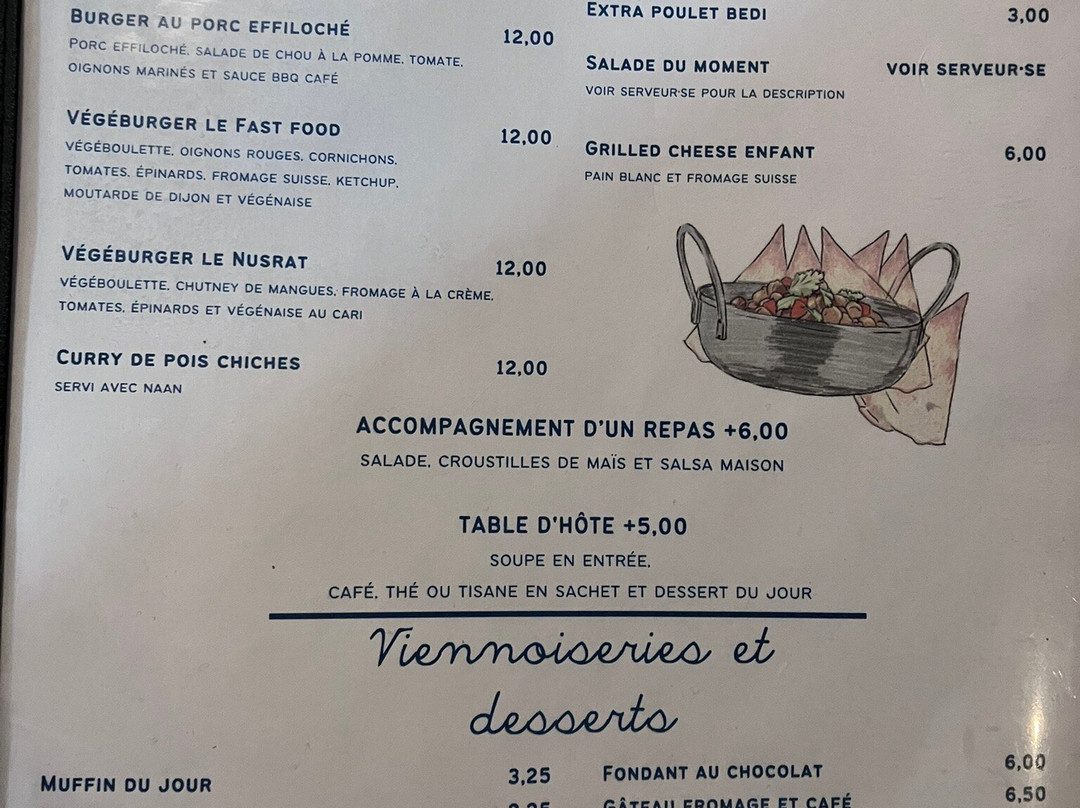 Burger au porc effiloché 12,00
Porc effiloché, salade de chou à la pomme, tomate,
oignons marinés et sauce BBQ café
Végéburger le Fast food 12,00
végéboulette, oignons rouges, cornichons,
tomates, épinards, fromage suisse, ketchup,
moutarde de Dijon et végénaise
Végéburger le Nusrat 12,00
végéboulette, chutney de mangues, fromage à la crème,
tomates, épinards et végénaise au cari
Curry de pois chiches 12,00
servi avec naan
Extra poulet bedi 3,00
Salade du moment voir serveur·se
voir serveur·se pour la description
Grilled cheese enfant 6,00
pain blanc et fromage suisse
ACCOMPAGNEMENT D'UN REPAS +6,00
SALADE, CROUSTILLES DE MAÏS ET SALSA MAISON
TABLE D'HÔTE +5,00
SOUPE EN ENTRÉE,
CAFÉ, THÉ OU TISANE EN SACHET ET DESSERT DU JOUR
Viennoiseries et
desserts
Muffin du jour 3,25
Fondant au chocolat 6,00
Gâteau fromage et café 6,50